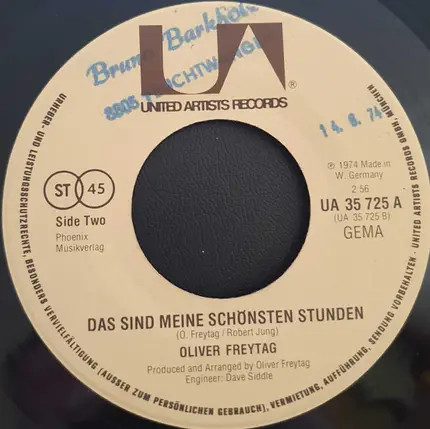 Bruno Barkholz
8805 FEUCHTWANGEN
UA
®
UNITED ARTISTS RECORDS
14. 8. 74
ST 45
Side Two
Phoenix
Musikverlag
℗ 1974 Made in
W. Germany
2 56
UA 35 725 A
(UA 35 725 B)
GEMA
DAS SIND MEINE SCHÖNSTEN STUNDEN
(O. Freytag / Robert Jung)
OLIVER FREYTAG
Produced and Arranged by Oliver Freytag
Engineer: Dave Siddle
URHEBER- UND LEISTUNGSSCHUTZRECHTE, BESONDERS VERVIELFÄLTIGUNG (AUSSER ZUM PERSÖNLICHEN GEBRAUCH), VERMIETUNG, AUFFÜHRUNG, SENDUNG VORBEHALTEN · UNITED ARTISTS RECORDS GMBH, MÜNCHEN